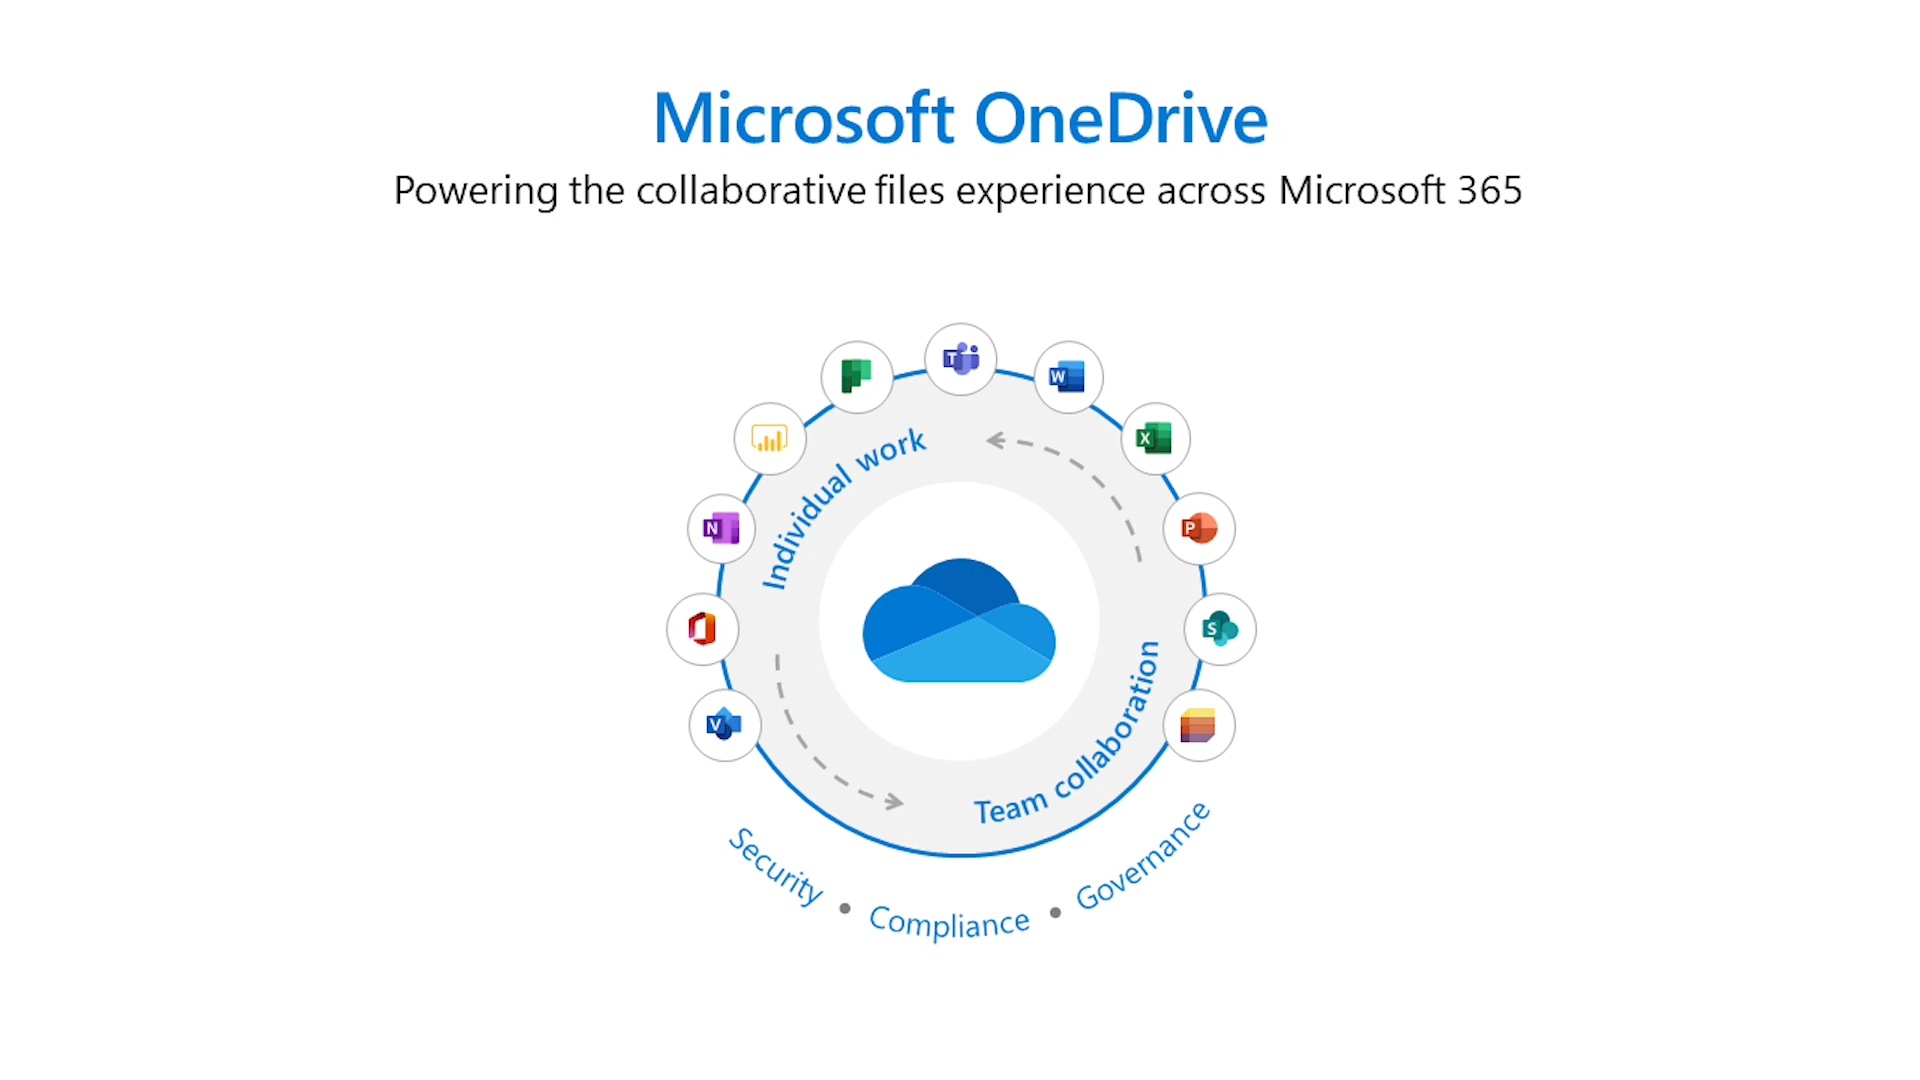 Microsoft OneDrive
Powering the collaborative files experience across Microsoft 365
T
W
X
P
S
N
V
Individual work
Team collaboration
Security • Compliance • Governance